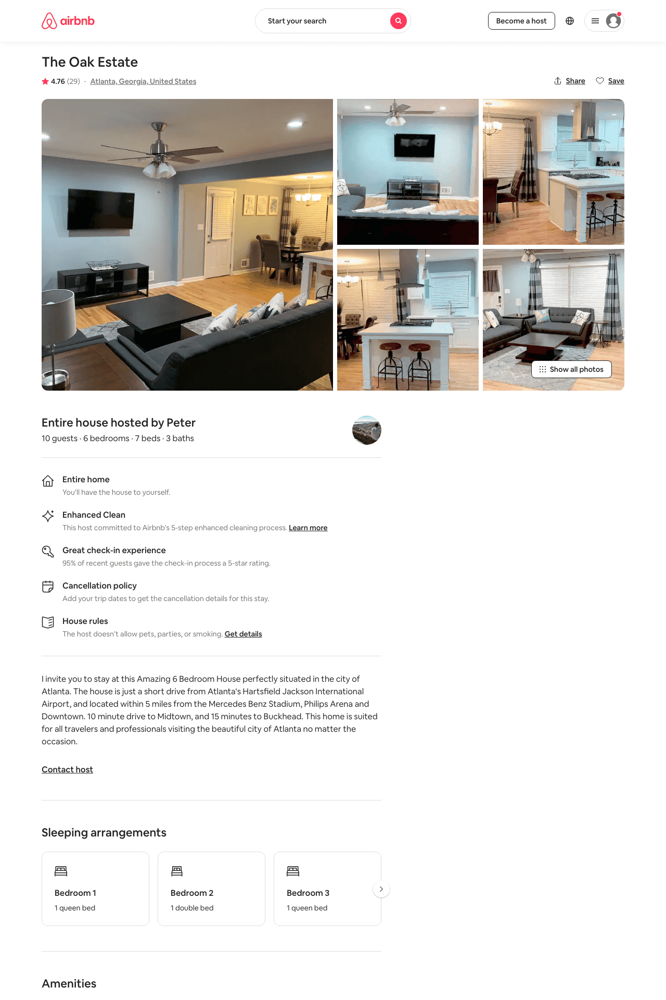 airbnb
Start your search
Become a host
The Oak Estate
4.76 (29) · Atlanta, Georgia, United States
Share
Save
Show all photos
Entire house hosted by Peter
10 guests · 6 bedrooms · 7 beds · 3 baths
Entire home
You’ll have the house to yourself.
Enhanced Clean
This host committed to Airbnb's 5-step enhanced cleaning process. Learn more
Great check-in experience
95% of recent guests gave the check-in process a 5-star rating.
Cancellation policy
Add your trip dates to get the cancellation details for this stay.
House rules
The host doesn’t allow pets, parties, or smoking. Get details
I invite you to stay at this Amazing 6 Bedroom House perfectly situated in the city of
Atlanta. The house is just a short drive from Atlanta's Hartsfield Jackson International
Airport, and located within 5 miles from the Mercedes Benz Stadium, Philips Arena and
Downtown. 10 minute drive to Midtown, and 15 minutes to Buckhead. This home is suited
for all travelers and professionals visiting the beautiful city of Atlanta no matter the
occasion.
Contact host
Sleeping arrangements
Bedroom 1
1 queen bed
Bedroom 2
1 double bed
Bedroom 3
1 queen bed
Amenities